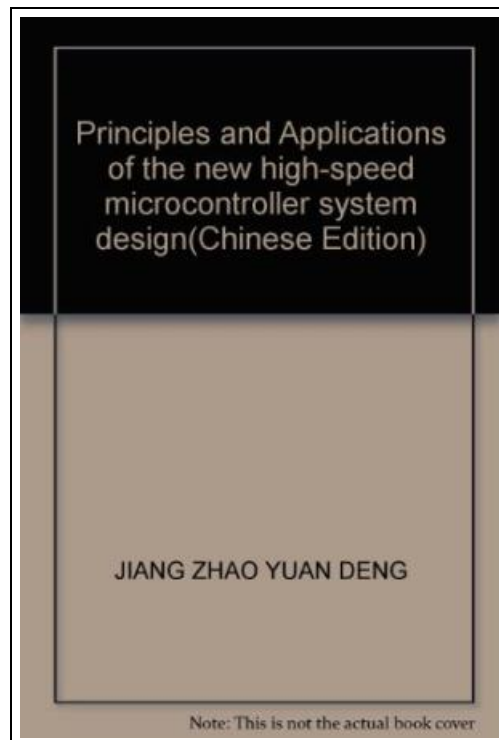 Principles and Applications
of the new high-speed
microcontroller system
design(Chinese Edition)
JIANG ZHAO YUAN DENG
Note: This is not the actual book cover